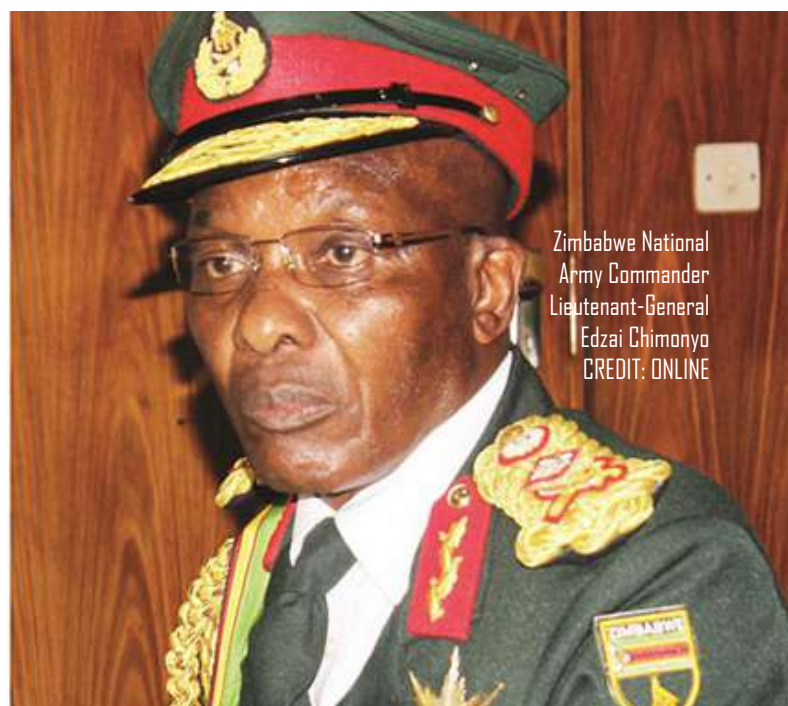 Zimbabwe National
Army Commander
Lieutenant-General
Edzai Chimonyo
CREDIT: ONLINE
ZIMBABWE